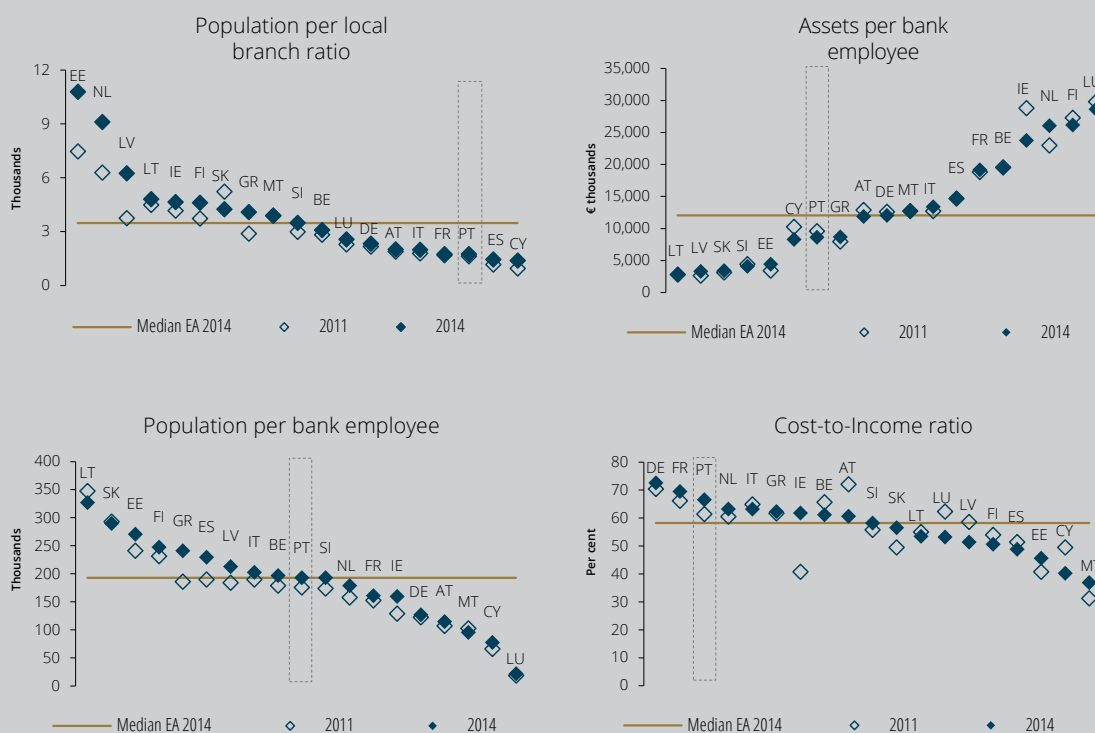 Population per local
branch ratio
12
9
6
3
0
Thousands
EE
NL
LV
LT
IE
FI
SK
GR
MT
SI
BE
LU
DE
AT
IT
FR
PT
ES
CY
Median EA 2014
2011
2014
Assets per bank
employee
35,000
30,000
25,000
20,000
15,000
10,000
5,000
0
€ thousands
LT
LV
SK
SI
EE
CY
PT
GR
AT
DE
MT
IT
ES
FR
BE
IE
NL
FI
LU
Median EA 2014
2011
2014
Population per bank employee
400
350
300
250
200
150
100
50
0
Thousands
LT
SK
EE
FI
GR
ES
LV
IT
BE
PT
SI
NL
FR
IE
DE
AT
MT
CY
LU
Median EA 2014
2011
2014
Cost-to-Income ratio
80
70
60
50
40
30
20
10
0
Per cent
DE
FR
PT
NL
IT
GR
IE
BE
AT
SI
SK
LT
LU
LV
FI
ES
EE
CY
MT
Median EA 2014
2011
2014